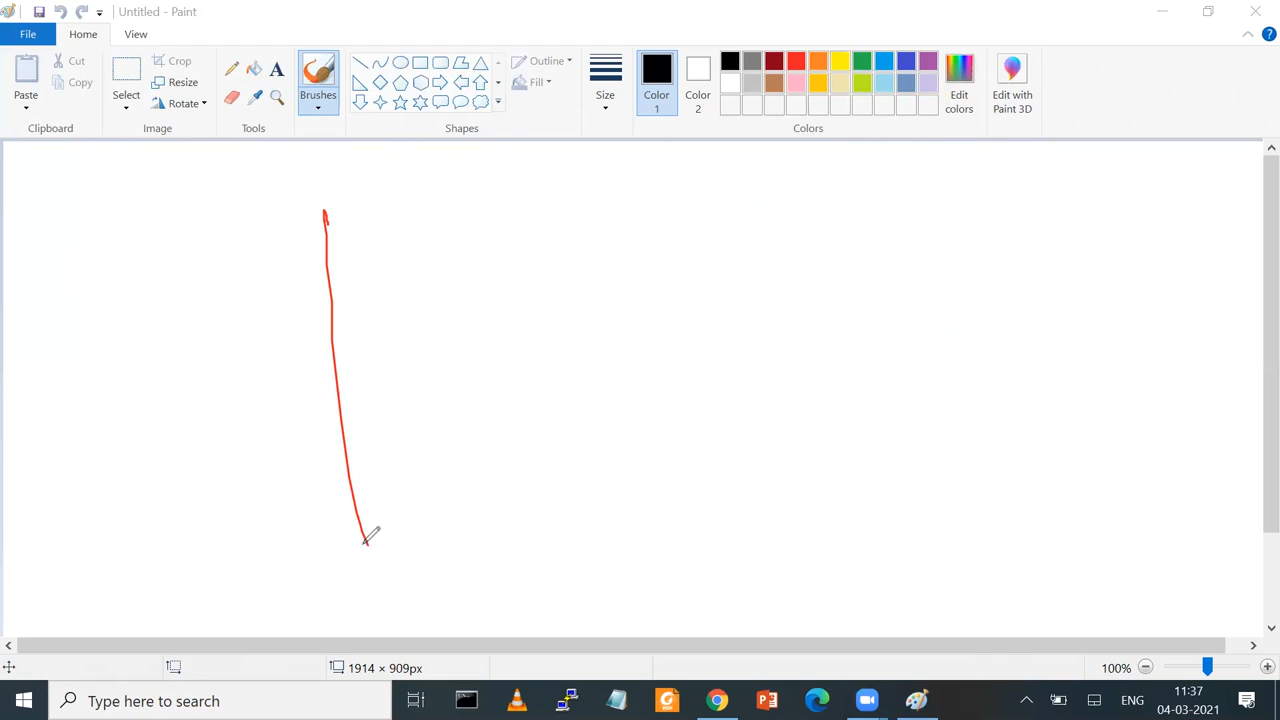 Untitled - Paint
File
Home
View
Paste
Cut
Copy
Clipboard
Select
Crop
Resize
Rotate
Image
A
Tools
Brushes
Outline
Fill
Shapes
Size
Color 1
Color 2
Edit colors
Colors
Edit with Paint 3D
1914 × 909px
100%
Type here to search
PDF
ENG
11:37
04-03-2021